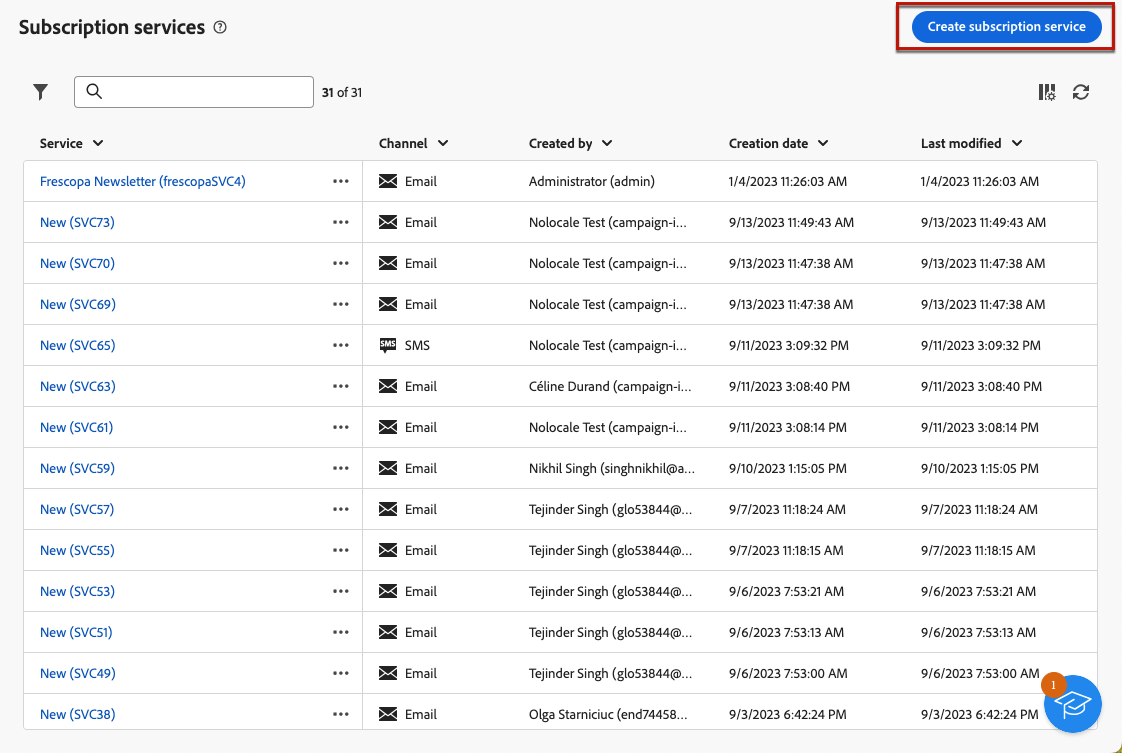 Subscription services
Create subscription service
31 of 31
Service Channel Created by Creation date Last modified
Frescopa Newsletter (frescopaSVC4) Email Administrator (admin) 1/4/2023 11:26:03 AM 1/4/2023 11:26:03 AM
New (SVC73) Email Nolocale Test (campaign-i... 9/13/2023 11:49:43 AM 9/13/2023 11:49:43 AM
New (SVC70) Email Nolocale Test (campaign-i... 9/13/2023 11:47:38 AM 9/13/2023 11:47:38 AM
New (SVC69) Email Nolocale Test (campaign-i... 9/13/2023 11:47:38 AM 9/13/2023 11:47:38 AM
New (SVC65) SMS SMS Nolocale Test (campaign-i... 9/11/2023 3:09:32 PM 9/11/2023 3:09:32 PM
New (SVC63) Email Céline Durand (campaign-i... 9/11/2023 3:08:40 PM 9/11/2023 3:08:40 PM
New (SVC61) Email Nolocale Test (campaign-i... 9/11/2023 3:08:14 PM 9/11/2023 3:08:14 PM
New (SVC59) Email Nikhil Singh (singhnikhil@a... 9/10/2023 1:15:05 PM 9/10/2023 1:15:05 PM
New (SVC57) Email Tejinder Singh (glo53844@... 9/7/2023 11:18:24 AM 9/7/2023 11:18:24 AM
New (SVC55) Email Tejinder Singh (glo53844@... 9/7/2023 11:18:15 AM 9/7/2023 11:18:15 AM
New (SVC53) Email Tejinder Singh (glo53844@... 9/6/2023 7:53:21 AM 9/6/2023 7:53:21 AM
New (SVC51) Email Tejinder Singh (glo53844@... 9/6/2023 7:53:13 AM 9/6/2023 7:53:13 AM
New (SVC49) Email Tejinder Singh (glo53844@... 9/6/2023 7:53:00 AM 9/6/2023 7:53:00 AM
1
New (SVC38) Email Olga Starniciuc (end74458... 9/3/2023 6:42:24 PM 9/3/2023 6:42:24 PM